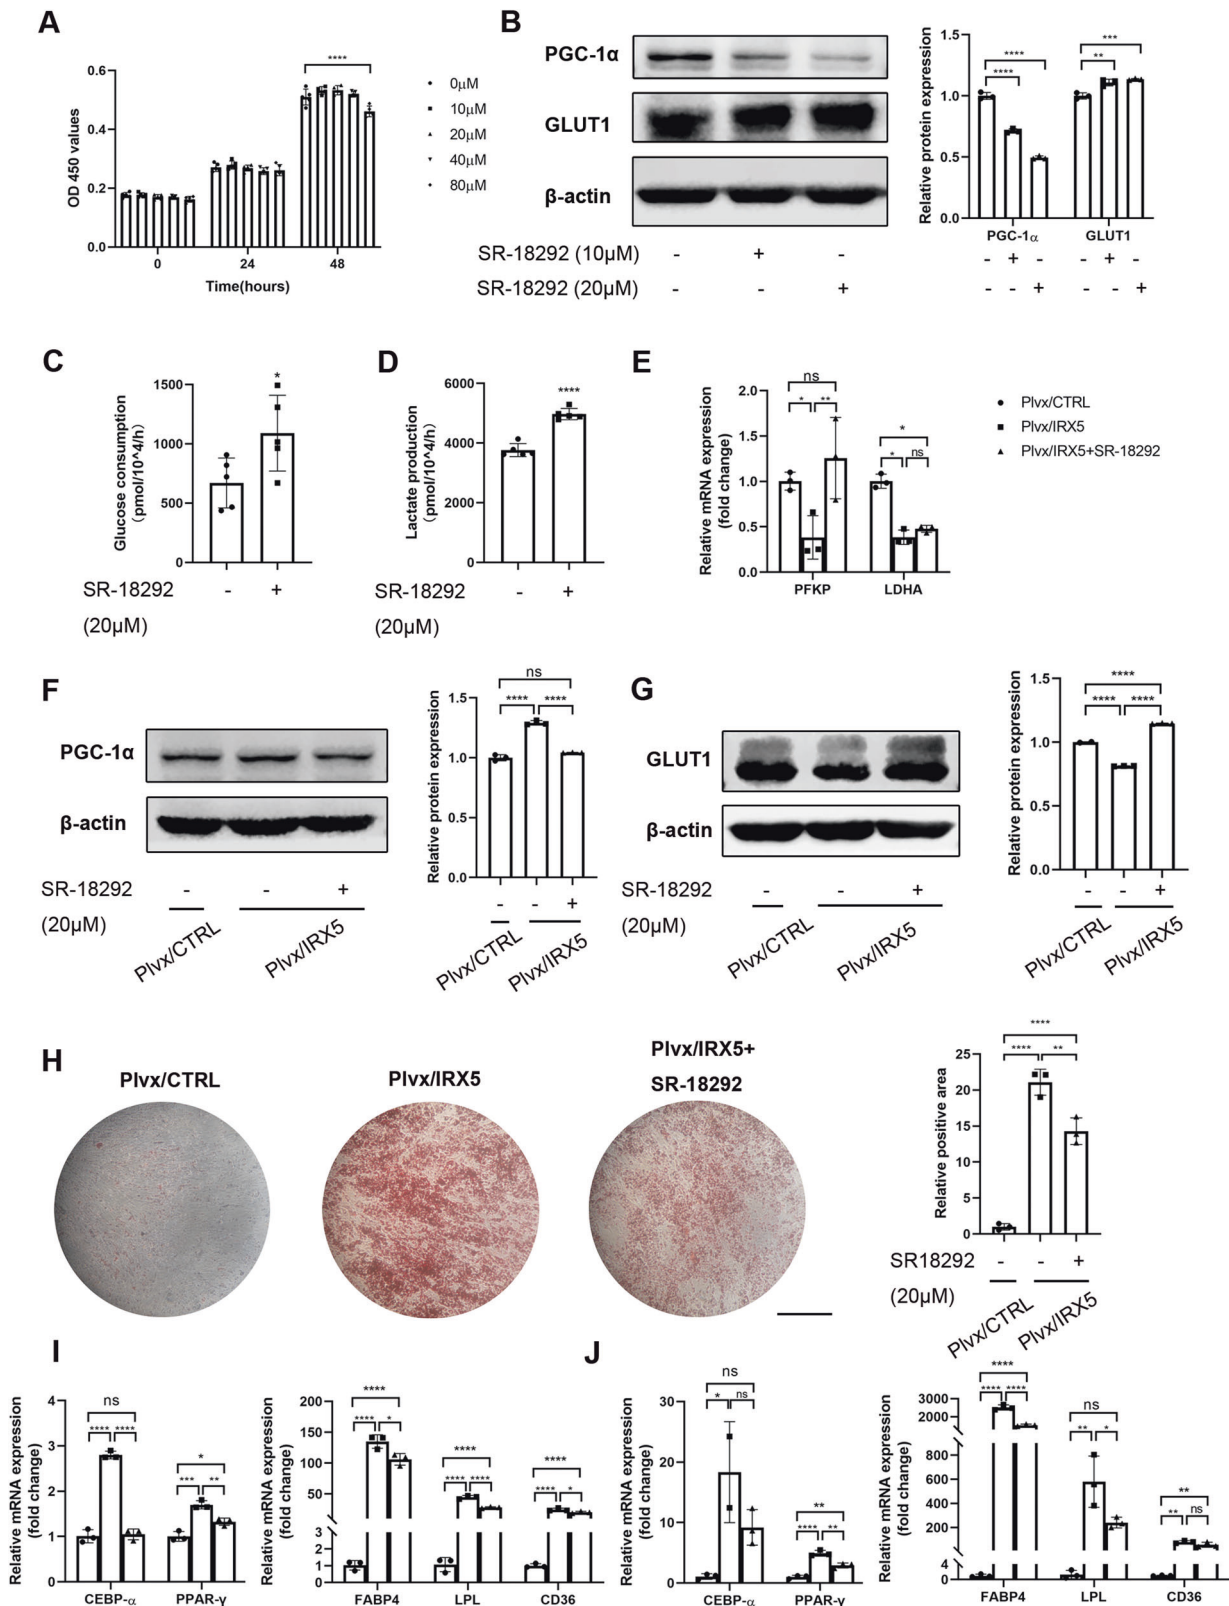 A
OD 450 values
0.6
0.4
0.2
0.0
****
0
24
48
Time(hours)
0μM
10μM
20μM
40μM
80μM
B
PGC-1α
GLUT1
β-actin
SR-18292 (10μM)
- + -
SR-18292 (20μM)
- - +
Relative protein expression
1.5
1.0
0.5
0.0
****
****
***
**
PGC-1α GLUT1
- + - - + -
- - + - - +
C
Glucose consumption
(pmol/10^4/h)
1500
1000
500
0
*
SR-18292
- +
(20μM)
D
Lactate production
(pmol/10^4/h)
6000
4000
2000
0
****
SR-18292
- +
(20μM)
E
Relative mRNA expression
(fold change)
2.0
1.5
1.0
0.5
0.0
ns
* **
*
* ns
PFKP LDHA
Plvx/CTRL
Plvx/IRX5
Plvx/IRX5+SR-18292
F
PGC-1α
β-actin
SR-18292
- - +
(20μM)
Plvx/CTRL
Plvx/IRX5
Relative protein expression
1.5
1.0
0.5
0.0
ns
**** ****
- - +
Plvx/CTRL
Plvx/IRX5
G
GLUT1
β-actin
SR-18292
- - +
(20μM)
Plvx/CTRL
Plvx/IRX5
Relative protein expression
1.5
1.0
0.5
0.0
****
**** ****
- - +
Plvx/CTRL
Plvx/IRX5
H
Plvx/CTRL
Plvx/IRX5
Plvx/IRX5+
SR-18292
Relative positive area
25
20
15
10
5
0
****
**** **
SR18292
- - +
(20μM)
Plvx/CTRL
Plvx/IRX5
I
Relative mRNA expression
(fold change)
4
3
2
1
0
ns
**** ****
*
*** **
CEBP-α PPAR-γ
Relative mRNA expression
(fold change)
200
150
100
50
3
2
1
0
****
**** *
****
**** ****
****
**** *
FABP4 LPL CD36
J
Relative mRNA expression
(fold change)
30
20
10
0
ns
* ns
**
**** **
CEBP-α PPAR-γ
Relative mRNA expression
(fold change)
3000
2000
800
600
400
200
4
0
****
**** ****
ns
** *
**
** ns
FABP4 LPL CD36